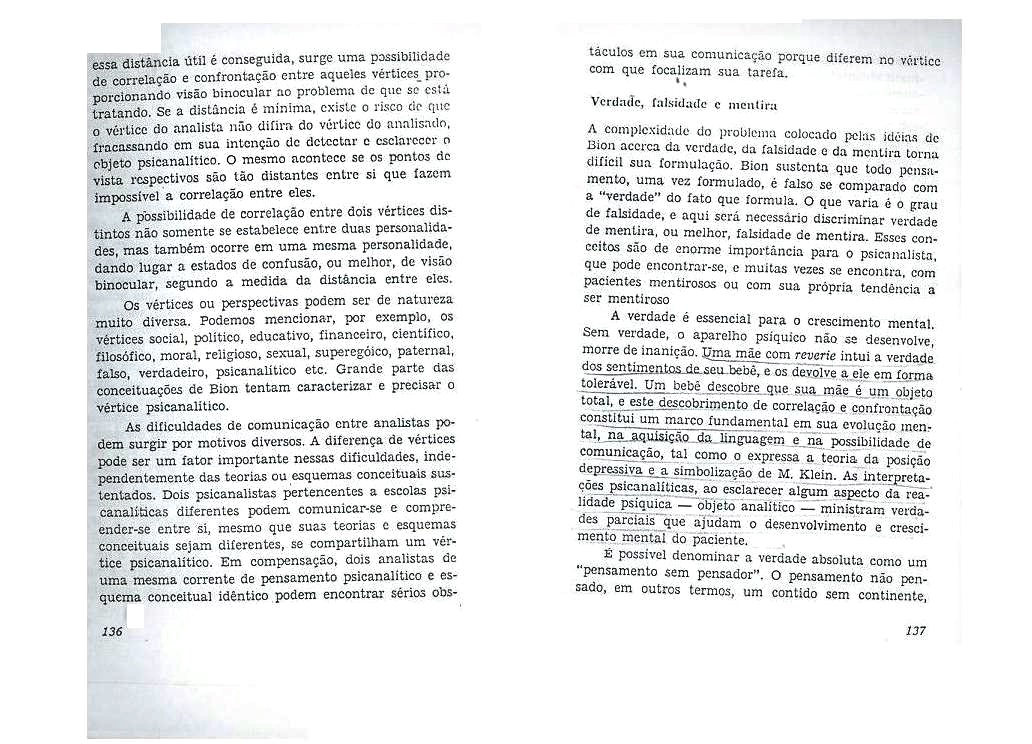 essa distância útil é conseguida, surge uma possibilidade
de correlação e confrontação entre aqueles vértices pro-
porcionando visão binocular ao problema de que se está
tratando. Se a distância é mínima, existe o risco de que
o vértice do analista não difira do vértice do analisado,
fracassando em sua intenção de detectar e esclarecer o
objeto psicanalítico. O mesmo acontece se os pontos de
vista respectivos são tão distantes entre si que fazem
impossível a correlação entre eles.
A possibilidade de correlação entre dois vértices dis-
tintos não somente se estabelece entre duas personalida-
des, mas também ocorre em uma mesma personalidade,
dando lugar a estados de confusão, ou melhor, de visão
binocular, segundo a medida da distância entre eles.
Os vértices ou perspectivas podem ser de natureza
muito diversa. Podemos mencionar, por exemplo, os
vértices social, político, educativo, financeiro, científico,
filosófico, moral, religioso, sexual, superegóico, paternal,
falso, verdadeiro, psicanalítico etc. Grande parte das
conceituações de Bion tentam caracterizar e precisar o
vértice psicanalítico.
As dificuldades de comunicação entre analistas po-
dem surgir por motivos diversos. A diferença de vértices
pode ser um fator importante nessas dificuldades, inde-
pendentemente das teorias ou esquemas conceituais sus-
tentados. Dois psicanalistas pertencentes a escolas psi-
canalíticas diferentes podem comunicar-se e compre-
ender-se entre si, mesmo que suas teorias e esquemas
conceituais sejam diferentes, se compartilham um vér-
tice psicanalítico. Em compensação, dois analistas de
uma mesma corrente de pensamento psicanalítico e es-
quema conceitual idêntico podem encontrar sérios obs-
136
táculos em sua comunicação porque diferem no vértice
com que focalizam sua tarefa.
Verdade, falsidade e mentira
A complexidade do problema colocado pelas idéias de
Bion acerca da verdade, da falsidade e da mentira torna
difícil sua formulação. Bion sustenta que todo pensa-
mento, uma vez formulado, é falso se comparado com
a "verdade" do fato que formula. O que varia é o grau
de falsidade, e aqui será necessário discriminar verdade
de mentira, ou melhor, falsidade de mentira. Esses con-
ceitos são de enorme importância para o psicanalista,
que pode encontrar-se, e muitas vezes se encontra, com
pacientes mentirosos ou com sua própria tendência a
ser mentiroso
A verdade é essencial para o crescimento mental.
Sem verdade, o aparelho psíquico não se desenvolve,
morre de inanição. Uma mãe com reverie intui a verdade
dos sentimentos de seu bebê, e os devolve a ele em forma
tolerável. Um bebê descobre que sua mãe é um objeto
total, e este descobrimento de correlação e confrontação
constitui um marco fundamental em sua evolução men-
tal, na aquisição da linguagem e na possibilidade de
comunicação, tal como o expressa a teoria da posição
depressiva e a simbolização de M. Klein. As interpreta-
ções psicanalíticas, ao esclarecer algum aspecto da rea-
lidade psíquica — objeto analítico — ministram verda-
des parciais que ajudam o desenvolvimento e cresci-
mento mental do paciente.
É possível denominar a verdade absoluta como um
"pensamento sem pensador". O pensamento não pen-
sado, em outros termos, um contido sem continente,
137